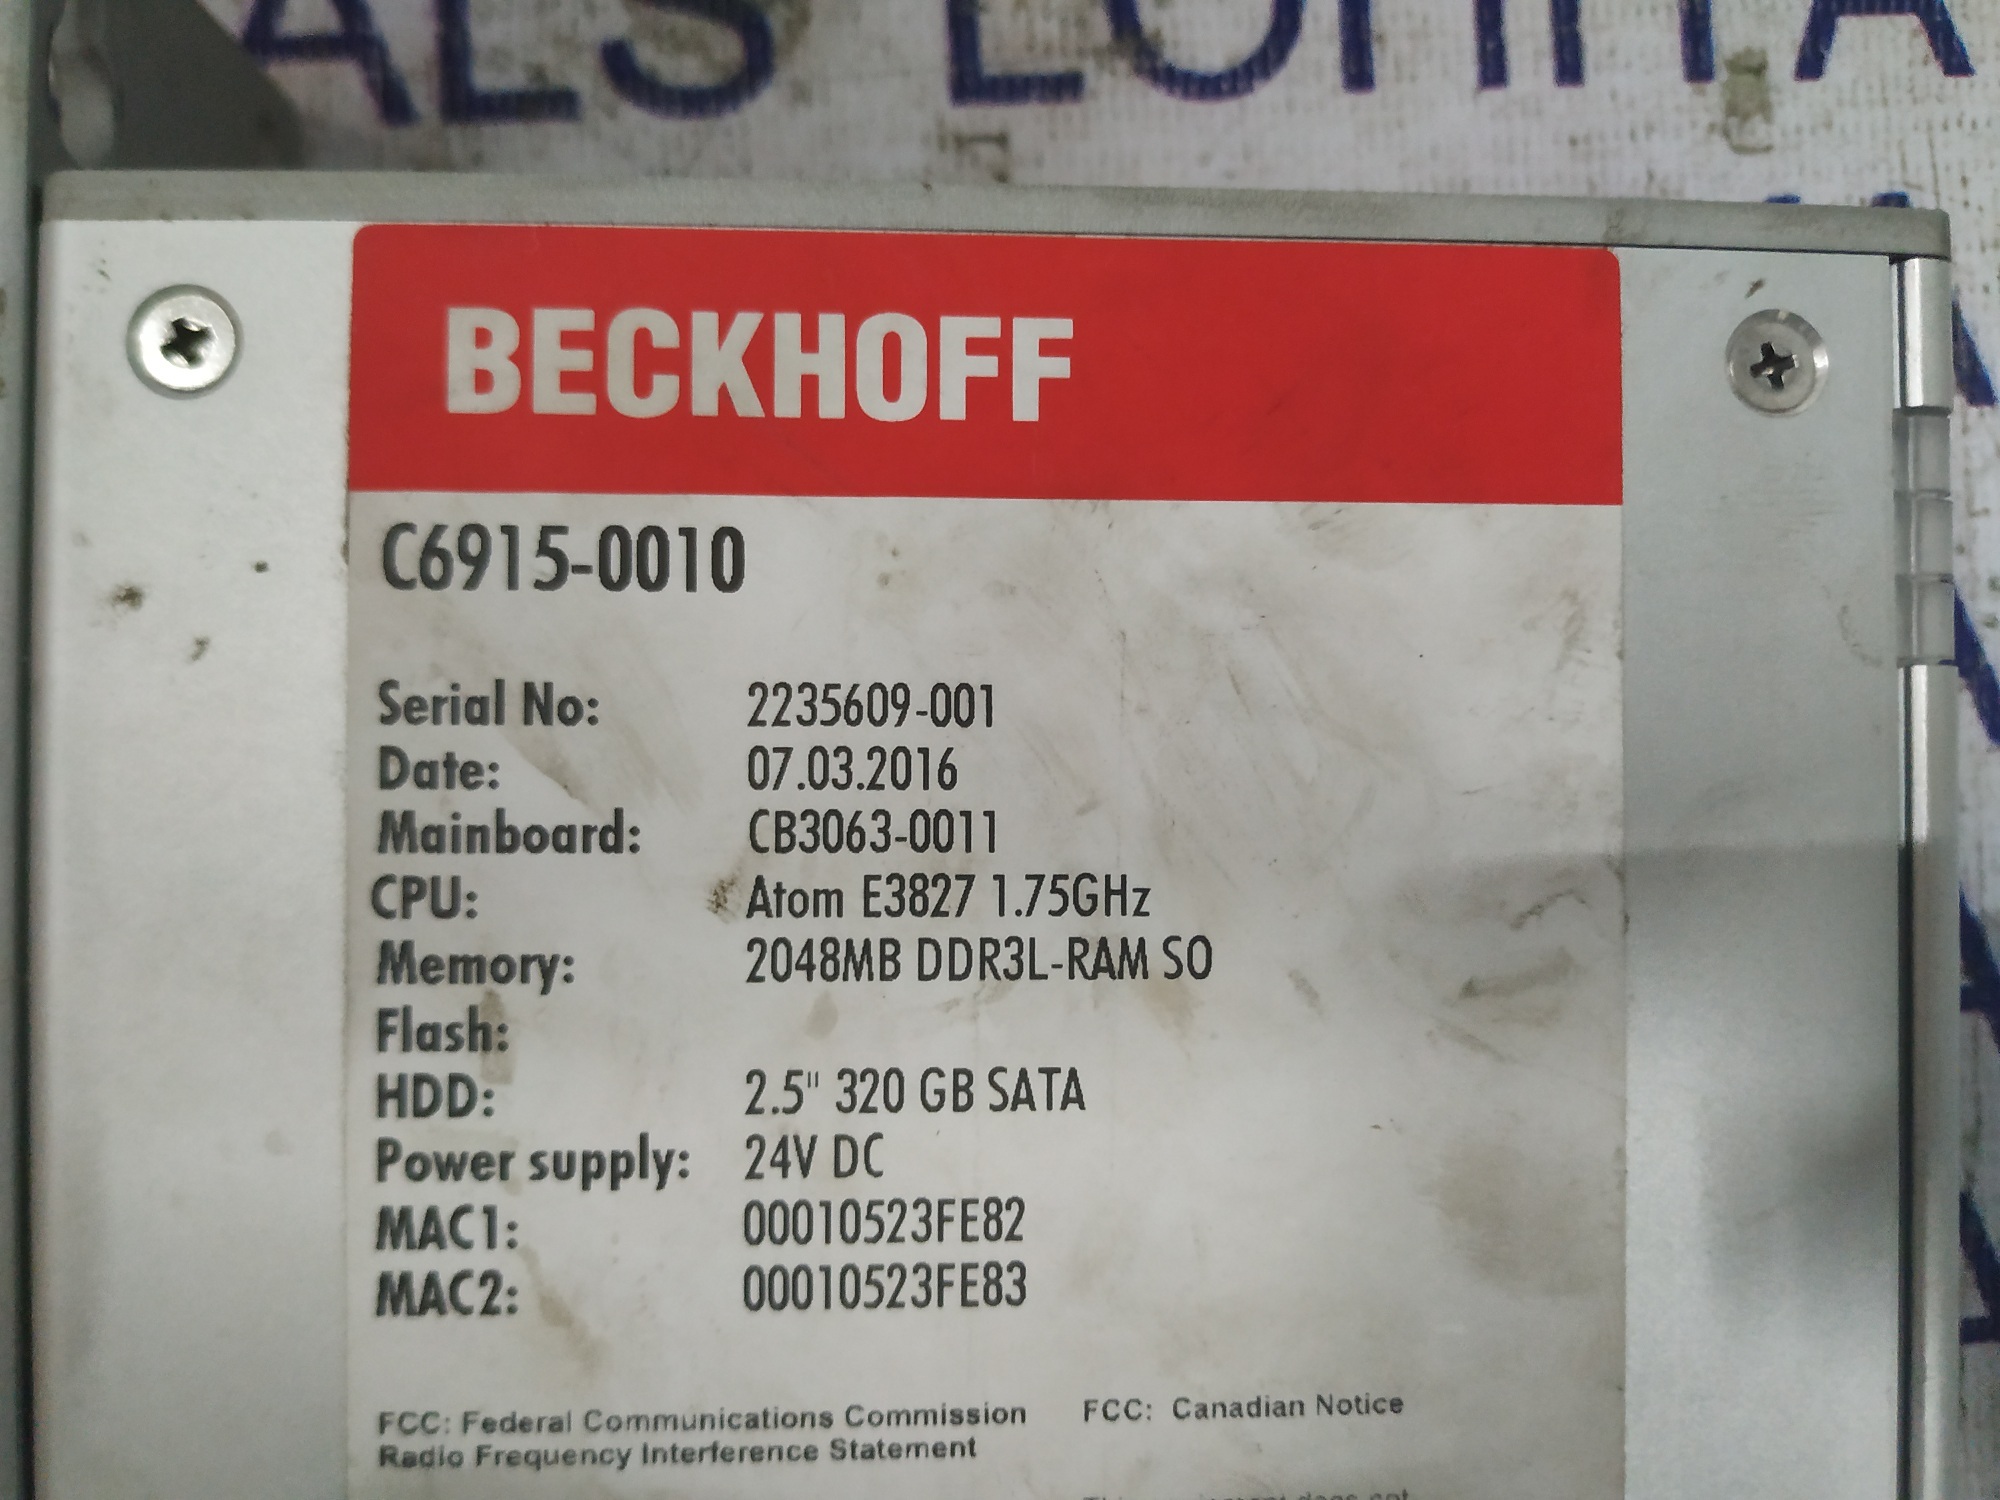 ALS
BECKHOFF
C6915-0010
Serial No: 2235609-001
Date: 07.03.2016
Mainboard: CB3063-0011
CPU: Atom E3827 1.75GHz
Memory: 2048MB DDR3L-RAM SO
Flash:
HDD: 2.5" 320 GB SATA
Power supply: 24V DC
MAC1: 00010523FE82
MAC2: 00010523FE83
FCC: Federal Communications Commission FCC: Canadian Notice
Radio Frequency Interference Statement